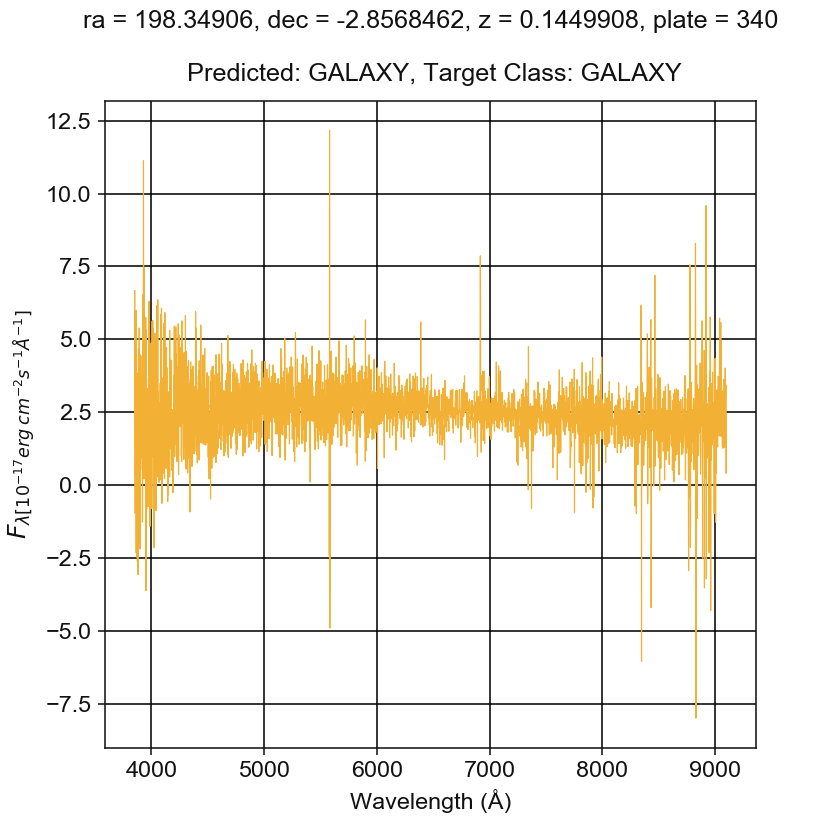 ra = 198.34906, dec = -2.8568462, z = 0.1449908, plate = 340
Predicted: GALAXY, Target Class: GALAXY
12.5
10.0
7.5
5.0
2.5
0.0
−2.5
−5.0
−7.5
F_{λ[10^{−17}erg cm^{−2}s^{−1}Å^{−1}]}
4000 5000 6000 7000 8000 9000
Wavelength (Å)